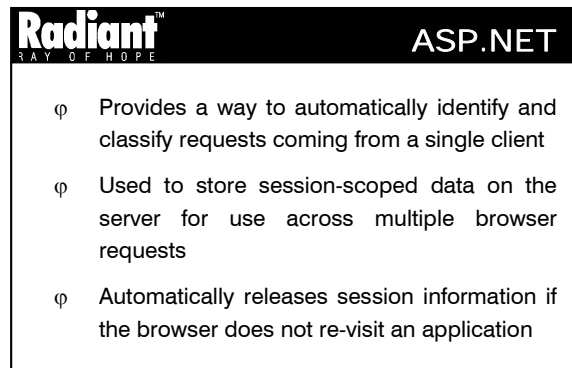 Radiant™ ASP.NET
RAY OF HOPE
φ Provides a way to automatically identify and
classify requests coming from a single client
φ Used to store session-scoped data on the
server for use across multiple browser
requests
φ Automatically releases session information if
the browser does not re-visit an application